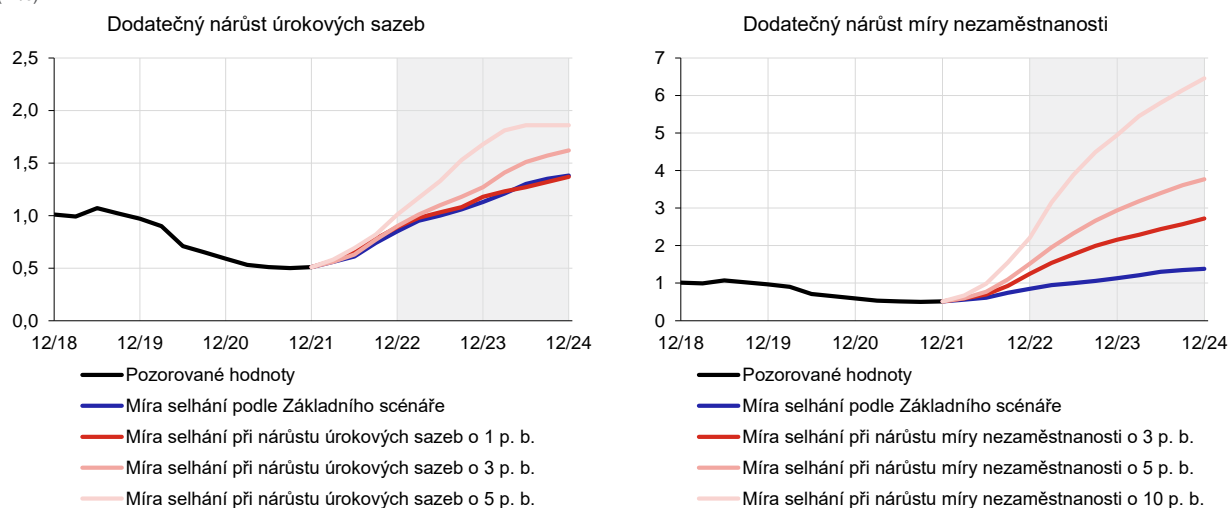 Dodatečný nárůst úrokových sazeb
2,5
2,0
1,5
1,0
0,5
0,0
12/18 12/19 12/20 12/21 12/22 12/23 12/24
Pozorované hodnoty
Míra selhání podle Základního scénáře
Míra selhání při nárůstu úrokových sazeb o 1 p. b.
Míra selhání při nárůstu úrokových sazeb o 3 p. b.
Míra selhání při nárůstu úrokových sazeb o 5 p. b.
Dodatečný nárůst míry nezaměstnanosti
7
6
5
4
3
2
1
0
12/18 12/19 12/20 12/21 12/22 12/23 12/24
Pozorované hodnoty
Míra selhání podle Základního scénáře
Míra selhání při nárůstu míry nezaměstnanosti o 3 p. b.
Míra selhání při nárůstu míry nezaměstnanosti o 5 p. b.
Míra selhání při nárůstu míry nezaměstnanosti o 10 p. b.